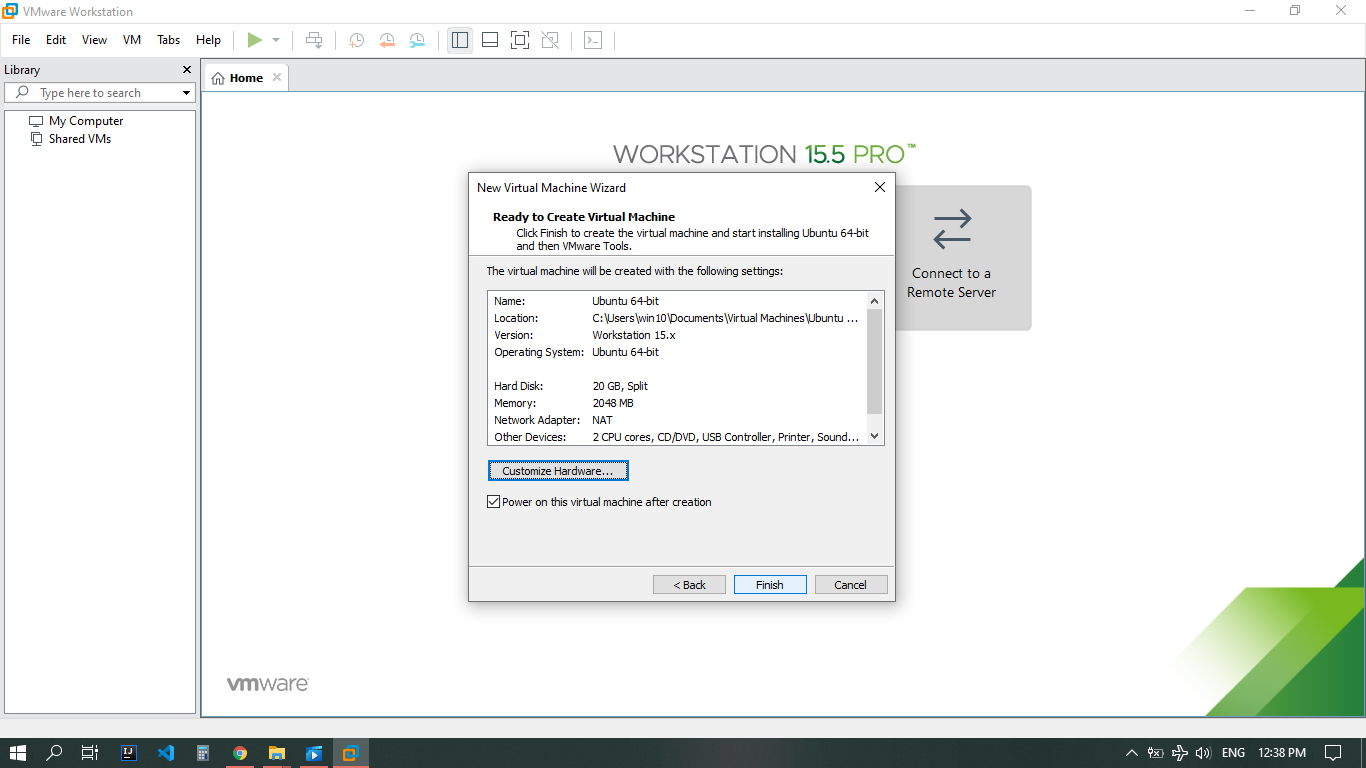 VMware Workstation
File Edit View VM Tabs Help
Library
Type here to search
My Computer
Shared VMs
Home
WORKSTATION 15.5 PRO™
Connect to a
Remote Server
New Virtual Machine Wizard
Ready to Create Virtual Machine
Click Finish to create the virtual machine and start installing Ubuntu 64-bit
and then VMware Tools.
The virtual machine will be created with the following settings:
Name: Ubuntu 64-bit
Location: C:\Users\win10\Documents\Virtual Machines\Ubuntu ...
Version: Workstation 15.x
Operating System: Ubuntu 64-bit
Hard Disk: 20 GB, Split
Memory: 2048 MB
Network Adapter: NAT
Other Devices: 2 CPU cores, CD/DVD, USB Controller, Printer, Sound...
Customize Hardware...
Power on this virtual machine after creation
< Back Finish Cancel
vmware
IJ
ENG 12:38 PM